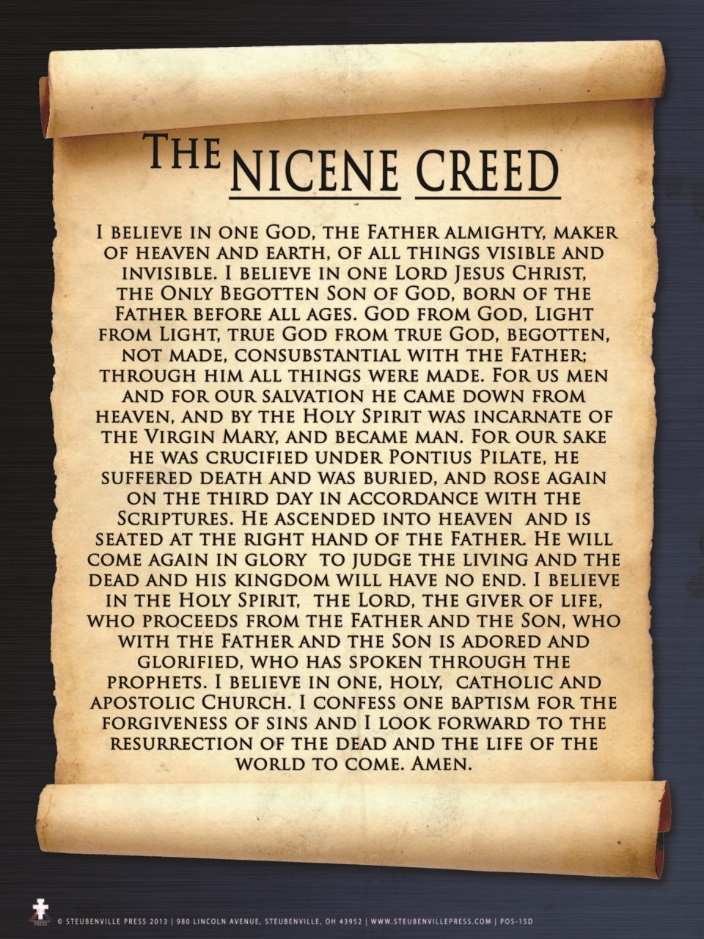 THE NICENE CREED
I BELIEVE IN ONE GOD, THE FATHER ALMIGHTY, MAKER
OF HEAVEN AND EARTH, OF ALL THINGS VISIBLE AND
INVISIBLE. I BELIEVE IN ONE LORD JESUS CHRIST,
THE ONLY BEGOTTEN SON OF GOD, BORN OF THE
FATHER BEFORE ALL AGES. GOD FROM GOD, LIGHT
FROM LIGHT, TRUE GOD FROM TRUE GOD, BEGOTTEN,
NOT MADE, CONSUBSTANTIAL WITH THE FATHER;
THROUGH HIM ALL THINGS WERE MADE. FOR US MEN
AND FOR OUR SALVATION HE CAME DOWN FROM
HEAVEN, AND BY THE HOLY SPIRIT WAS INCARNATE OF
THE VIRGIN MARY, AND BECAME MAN. FOR OUR SAKE
HE WAS CRUCIFIED UNDER PONTIUS PILATE, HE
SUFFERED DEATH AND WAS BURIED, AND ROSE AGAIN
ON THE THIRD DAY IN ACCORDANCE WITH THE
SCRIPTURES. HE ASCENDED INTO HEAVEN AND IS
SEATED AT THE RIGHT HAND OF THE FATHER. HE WILL
COME AGAIN IN GLORY TO JUDGE THE LIVING AND THE
DEAD AND HIS KINGDOM WILL HAVE NO END. I BELIEVE
IN THE HOLY SPIRIT, THE LORD, THE GIVER OF LIFE,
WHO PROCEEDS FROM THE FATHER AND THE SON, WHO
WITH THE FATHER AND THE SON IS ADORED AND
GLORIFIED, WHO HAS SPOKEN THROUGH THE
PROPHETS. I BELIEVE IN ONE, HOLY, CATHOLIC AND
APOSTOLIC CHURCH. I CONFESS ONE BAPTISM FOR THE
FORGIVENESS OF SINS AND I LOOK FORWARD TO THE
RESURRECTION OF THE DEAD AND THE LIFE OF THE
WORLD TO COME. AMEN.
© STEUBENVILLE PRESS 2013 | 980 LINCOLN AVENUE, STEUBENVILLE, OH 43952 | WWW.STEUBENVILLEPRESS.COM | POS-15D